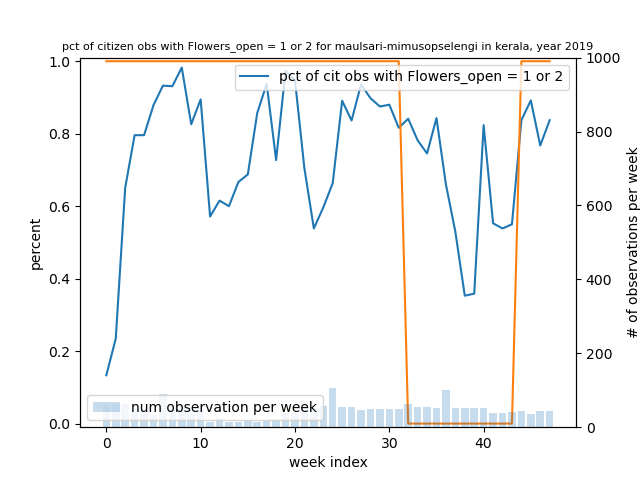 pct of citizen obs with Flowers_open = 1 or 2 for maulsari-mimusopselengi in kerala, year 2019
pct of cit obs with Flowers_open = 1 or 2
num observation per week
percent
1.0
0.8
0.6
0.4
0.2
0.0
0
10
20
30
40
week index
1000
800
600
400
200
0
# of observations per week